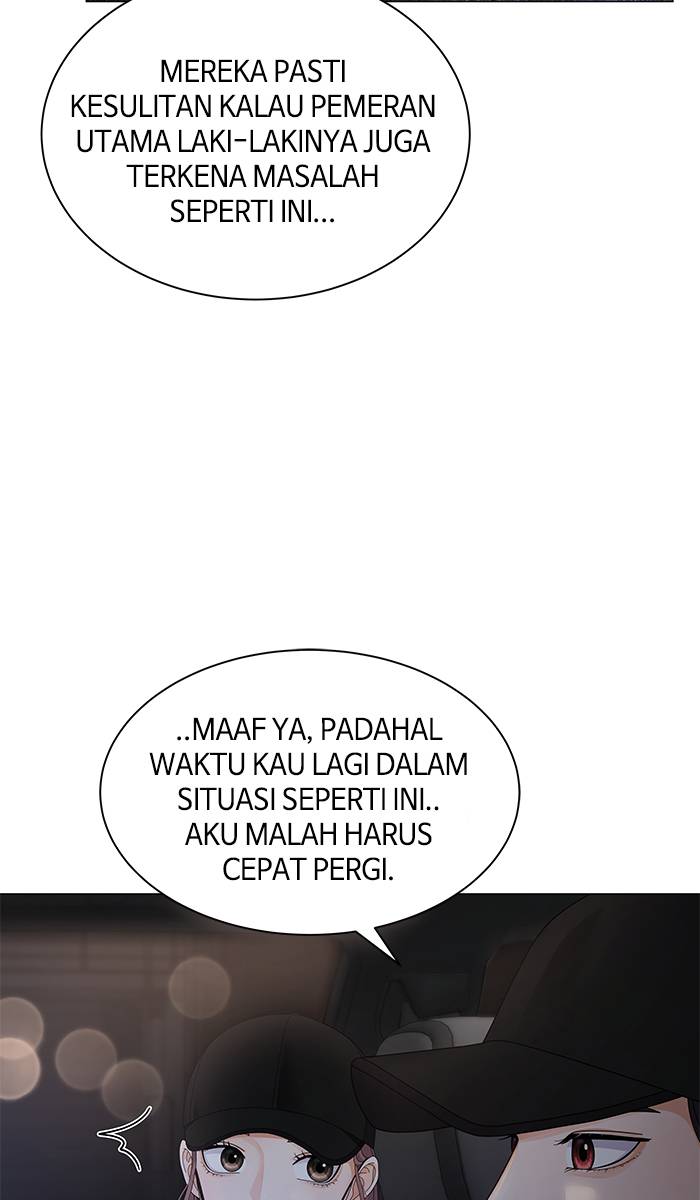 MEREKA PASTI
KESULITAN KALAU PEMERAN
UTAMA LAKI-LAKINYA JUGA
TERKENA MASALAH
SEPERTI INI...
..MAAF YA, PADAHAL
WAKTU KAU LAGI DALAM
SITUASI SEPERTI INI..
AKU MALAH HARUS
CEPAT PERGI.